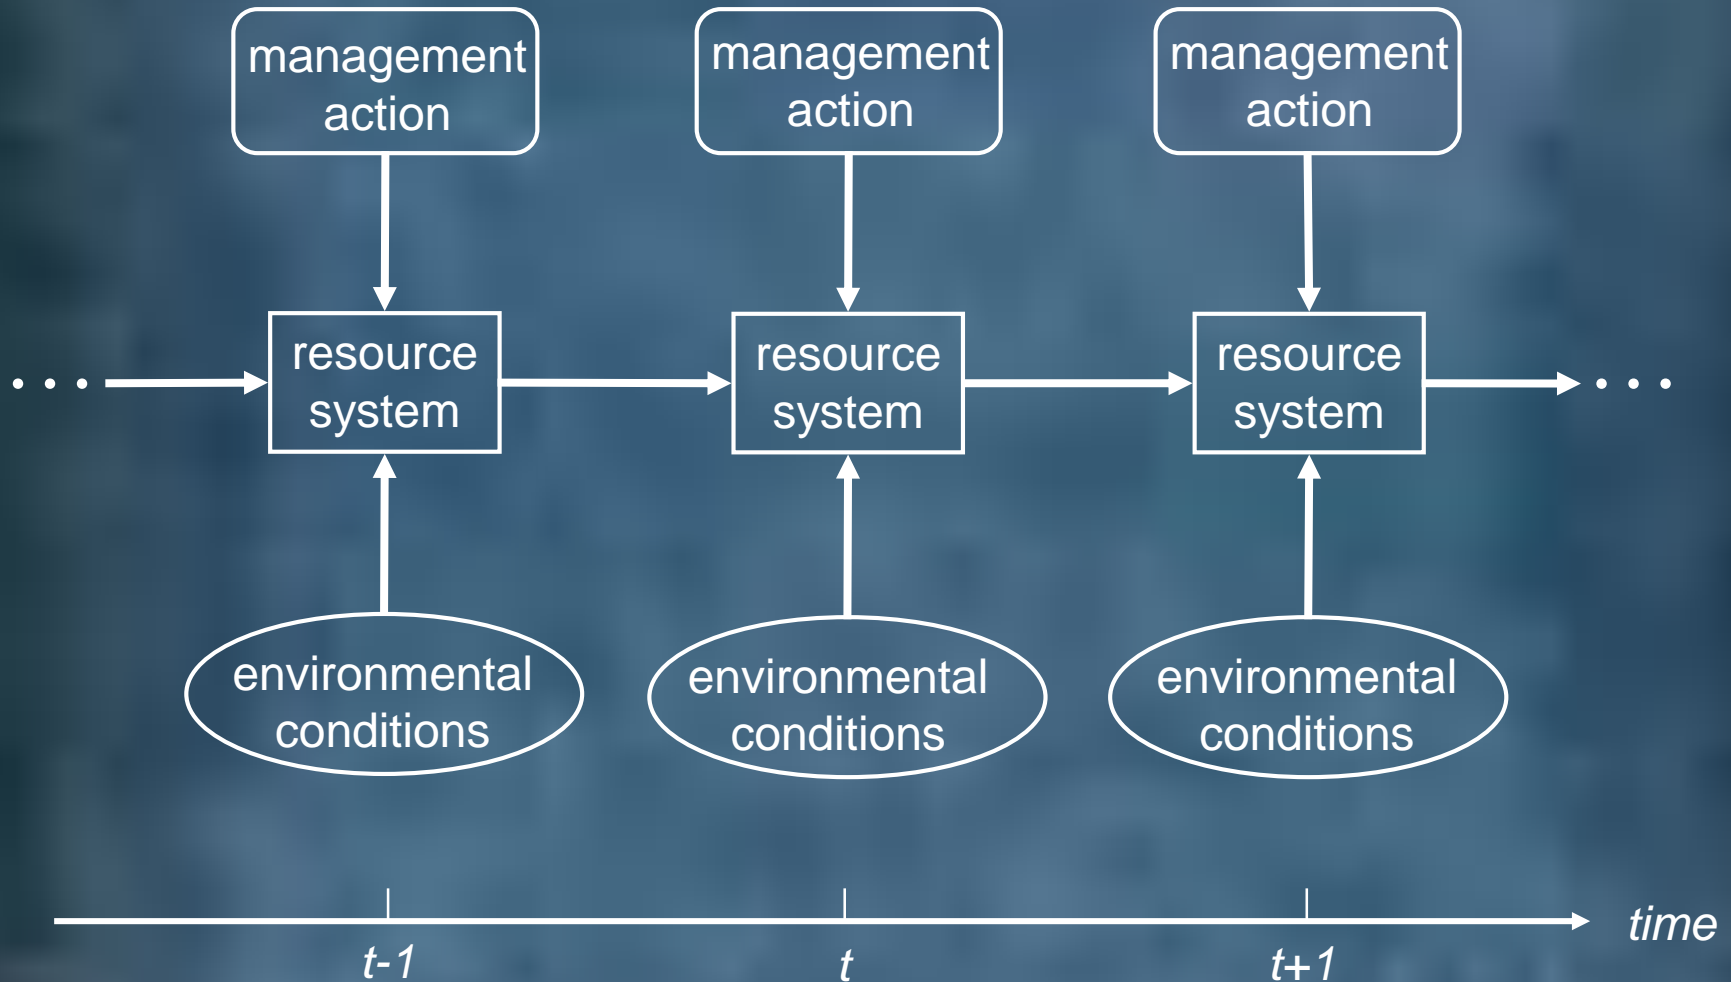 management
action
management
action
management
action
. . .
resource
system
resource
system
resource
system
. . .
environmental
conditions
environmental
conditions
environmental
conditions
time
t-1
t
t+1